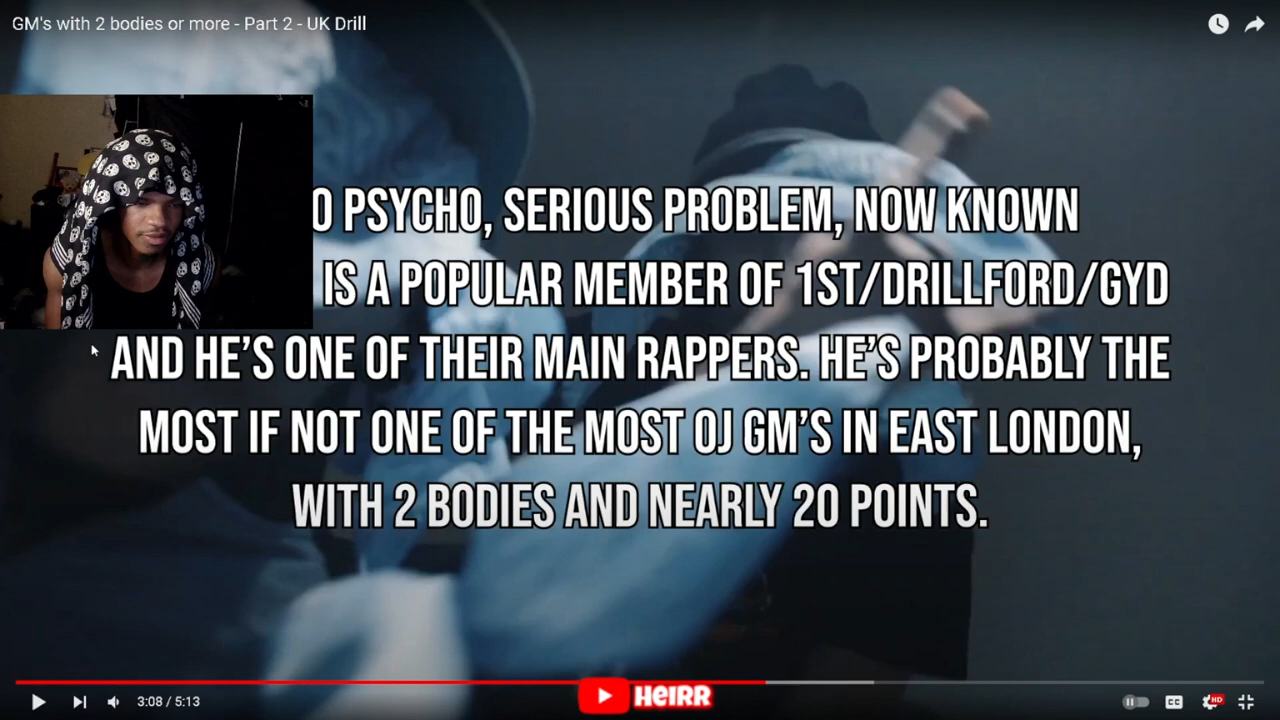 GM's with 2 bodies or more - Part 2 - UK Drill
PSYCHO, SERIOUS PROBLEM, NOW KNOWN
IS A POPULAR MEMBER OF 1ST/DRILLFORD/GYD
AND HE'S ONE OF THEIR MAIN RAPPERS. HE'S PROBABLY THE
MOST IF NOT ONE OF THE MOST OJ GM'S IN EAST LONDON,
WITH 2 BODIES AND NEARLY 20 POINTS.
3:08 / 5:13
HEIRR
CC
HD